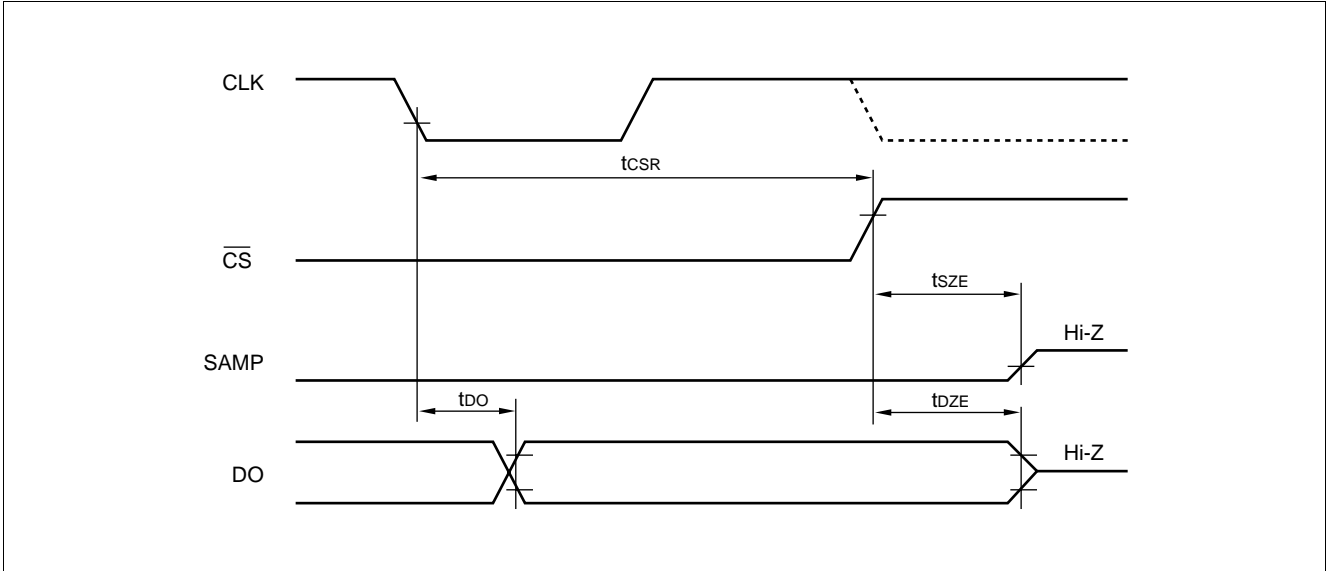 CLK
tCSR
CS
tSZE
Hi-Z
SAMP
tDO
tDZE
Hi-Z
DO